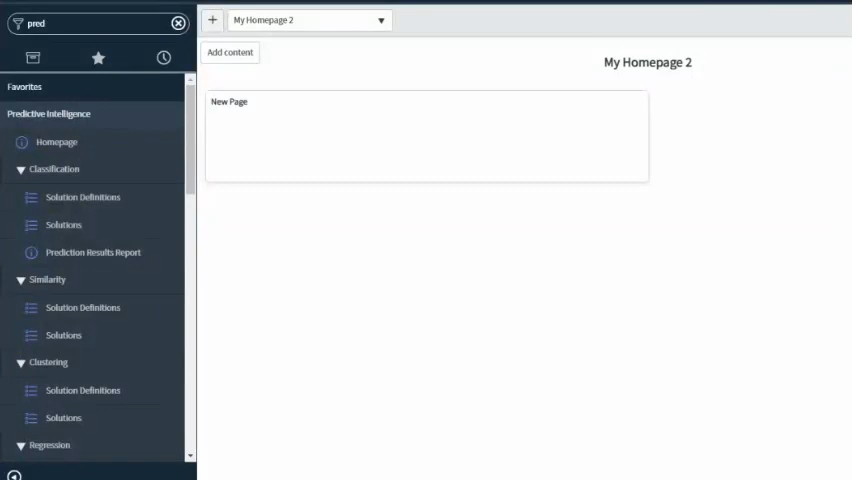 pred
My Homepage 2
Add content
My Homepage 2
New Page
Favorites
Predictive Intelligence
Homepage
Classification
Solution Definitions
Solutions
Prediction Results Report
Similarity
Solution Definitions
Solutions
Clustering
Solution Definitions
Solutions
Regression